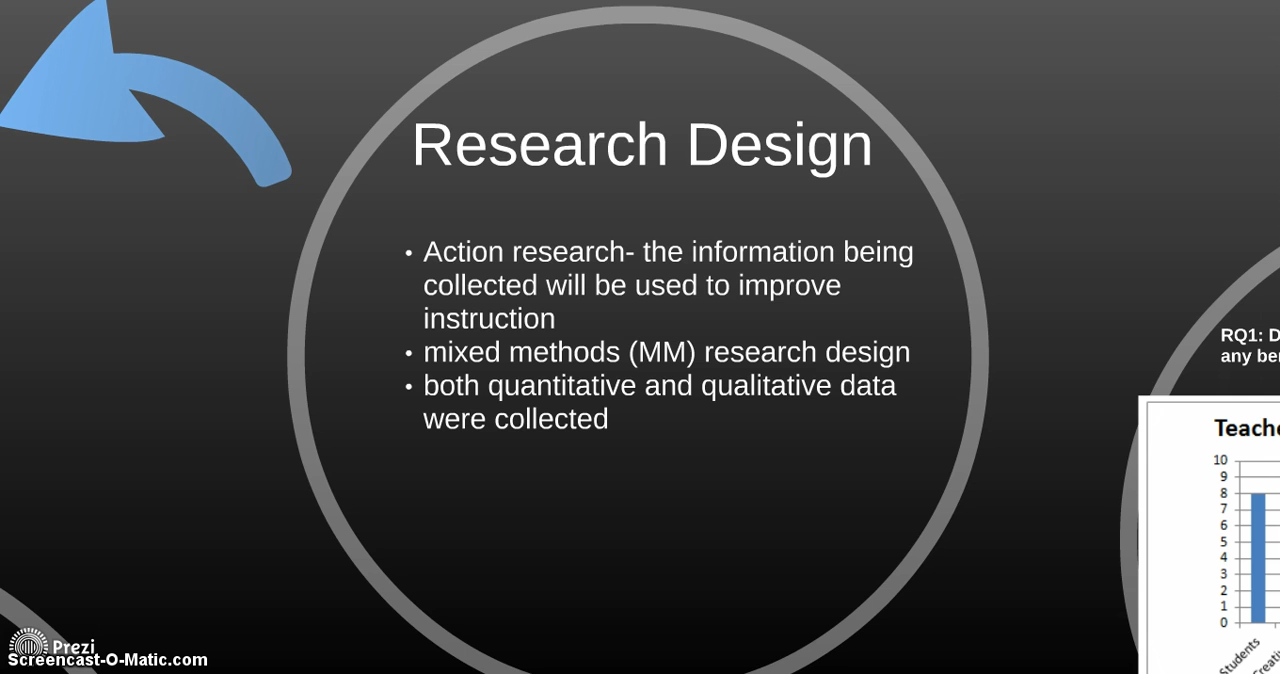 Research Design
• Action research- the information being
collected will be used to improve
instruction
• mixed methods (MM) research design
• both quantitative and qualitative data
were collected
RQ1: D
any be
Teach
10
9
8
7
6
5
4
3
2
1
0
Students
Creati
Prezi
Screencast-O-Matic.com